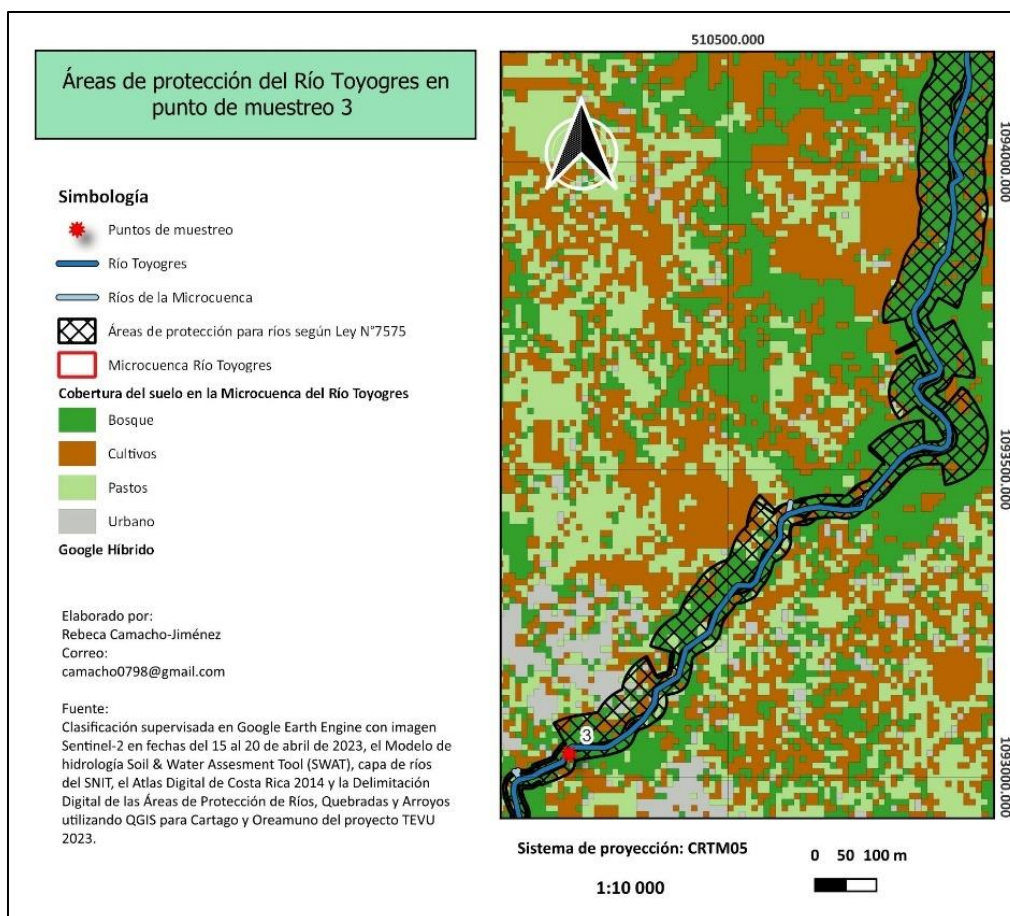 Áreas de protección del Río Toyogres en
punto de muestreo 3
Simbología
Puntos de muestreo
Río Toyogres
Ríos de la Microcuenca
Áreas de protección para ríos según Ley N°7575
Microcuenca Río Toyogres
Cobertura del suelo en la Microcuenca del Río Toyogres
Bosque
Cultivos
Pastos
Urbano
Google Híbrido
Elaborado por:
Rebeca Camacho-Jiménez
Correo:
camacho0798@gmail.com
Fuente:
Clasificación supervisada en Google Earth Engine con imagen
Sentinel-2 en fechas del 15 al 20 de abril de 2023, el Modelo de
hidrología Soil & Water Assesment Tool (SWAT), capa de ríos
del SNIT, el Atlas Digital de Costa Rica 2014 y la Delimitación
Digital de las Áreas de Protección de Ríos, Quebradas y Arroyos
utilizando QGIS para Cartago y Oreamuno del proyecto TEVU
2023.
510500.000
1094000.000
1093500.000
1093000.000
3
Sistema de proyección: CRTM05
1:10 000
0 50 100 m